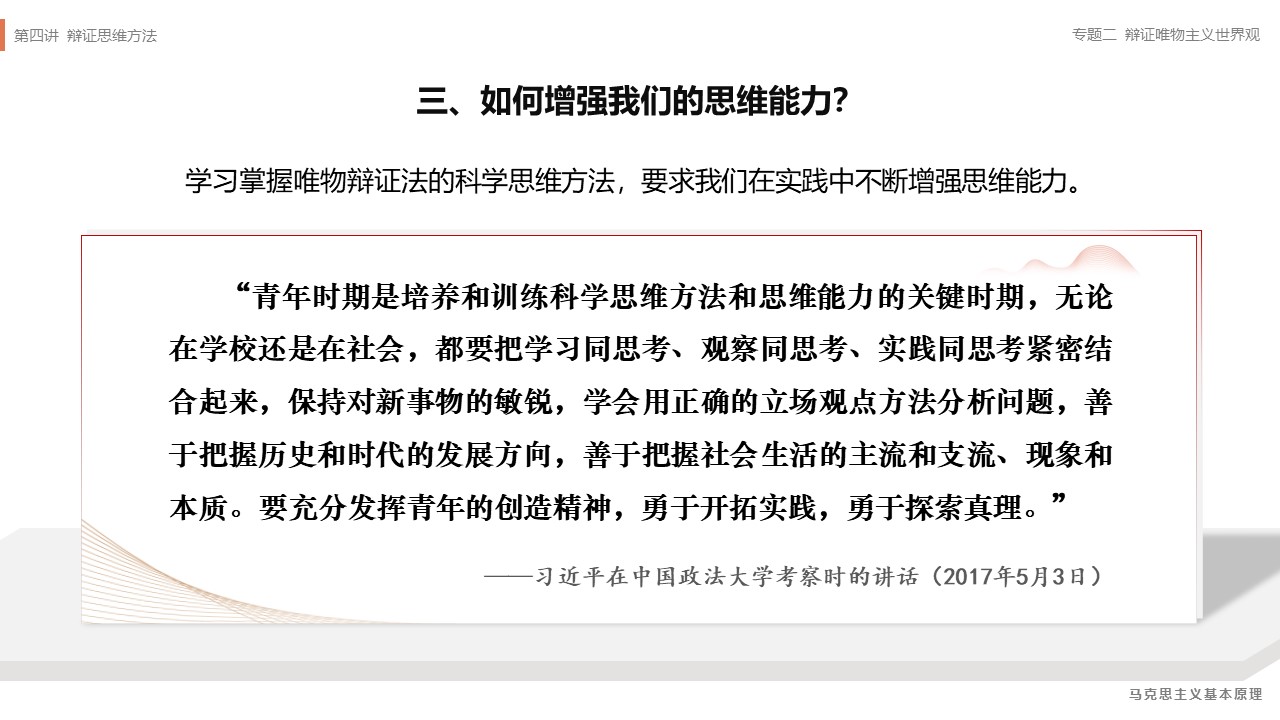 第四讲 辩证思维方法
专题二 辩证唯物主义世界观
三、如何增强我们的思维能力？
学习掌握唯物辩证法的科学思维方法，要求我们在实践中不断增强思维能力。
“青年时期是培养和训练科学思维方法和思维能力的关键时期，无论
在学校还是在社会，都要把学习同思考、观察同思考、实践同思考紧密结
合起来，保持对新事物的敏锐，学会用正确的立场观点方法分析问题，善
于把握历史和时代的发展方向，善于把握社会生活的主流和支流、现象和
本质。要充分发挥青年的创造精神，勇于开拓实践，勇于探索真理。”
——习近平在中国政法大学考察时的讲话（2017年5月3日）
马克思主义基本原理